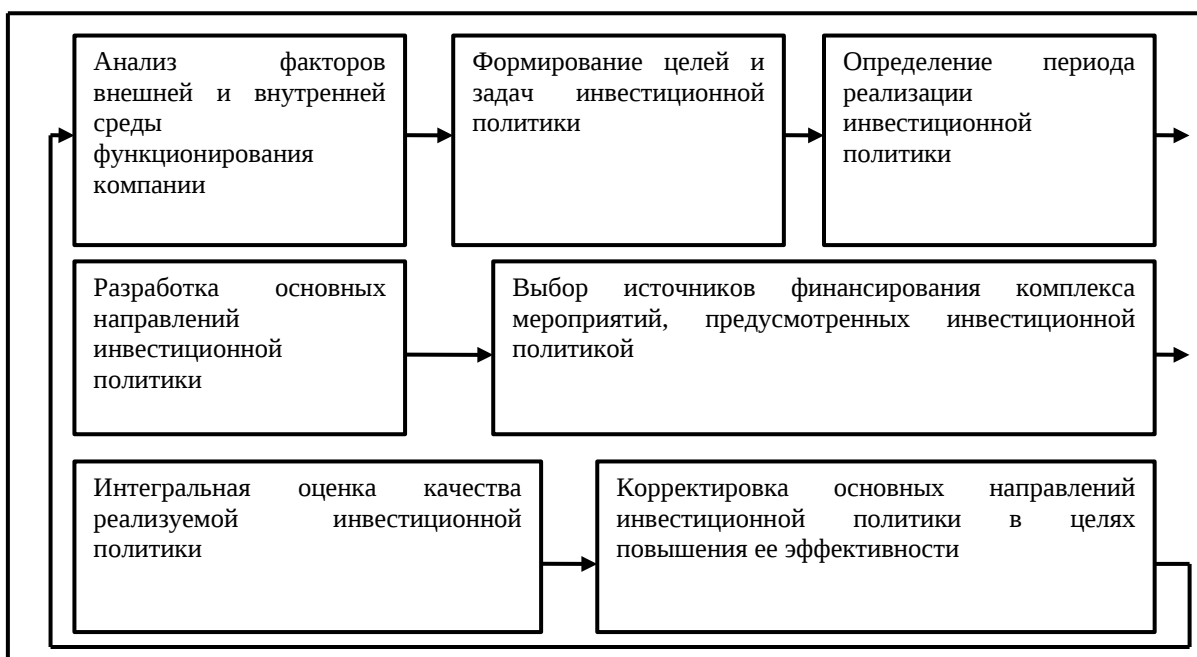 Анализ факторов
внешней и внутренней
среды
функционирования
компании
Формирование целей и
задач инвестиционной
политики
Определение периода
реализации
инвестиционной
политики
Разработка основных
направлений
инвестиционной
политики
Выбор источников финансирования комплекса
мероприятий, предусмотренных инвестиционной
политикой
Интегральная оценка качества
реализуемой инвестиционной
политики
Корректировка основных направлений
инвестиционной политики в целях
повышения ее эффективности